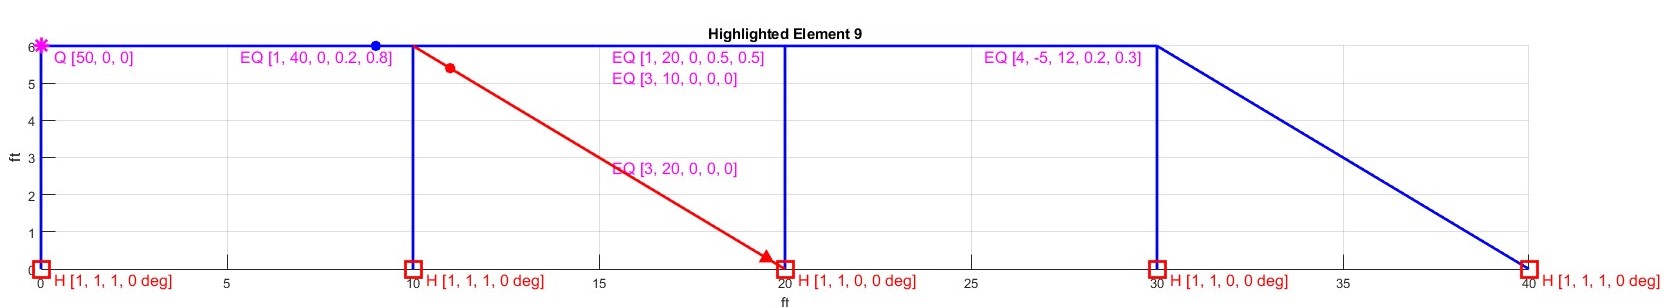 Highlighted Element 9
6
Q [50, 0, 0]
EQ [1, 40, 0, 0.2, 0.8]
EQ [1, 20, 0, 0.5, 0.5]
EQ [4, -5, 12, 0.2, 0.3]
EQ [3, 10, 0, 0, 0]
5
4
3
EQ [3, 20, 0, 0, 0]
2
1
0
ft
H [1, 1, 1, 0 deg]
H [1, 1, 1, 0 deg]
H [1, 1, 0, 0 deg]
H [1, 1, 0, 0 deg]
H [1, 1, 1, 0 deg]
0 5 10 15 20 25 30 35 40
ft